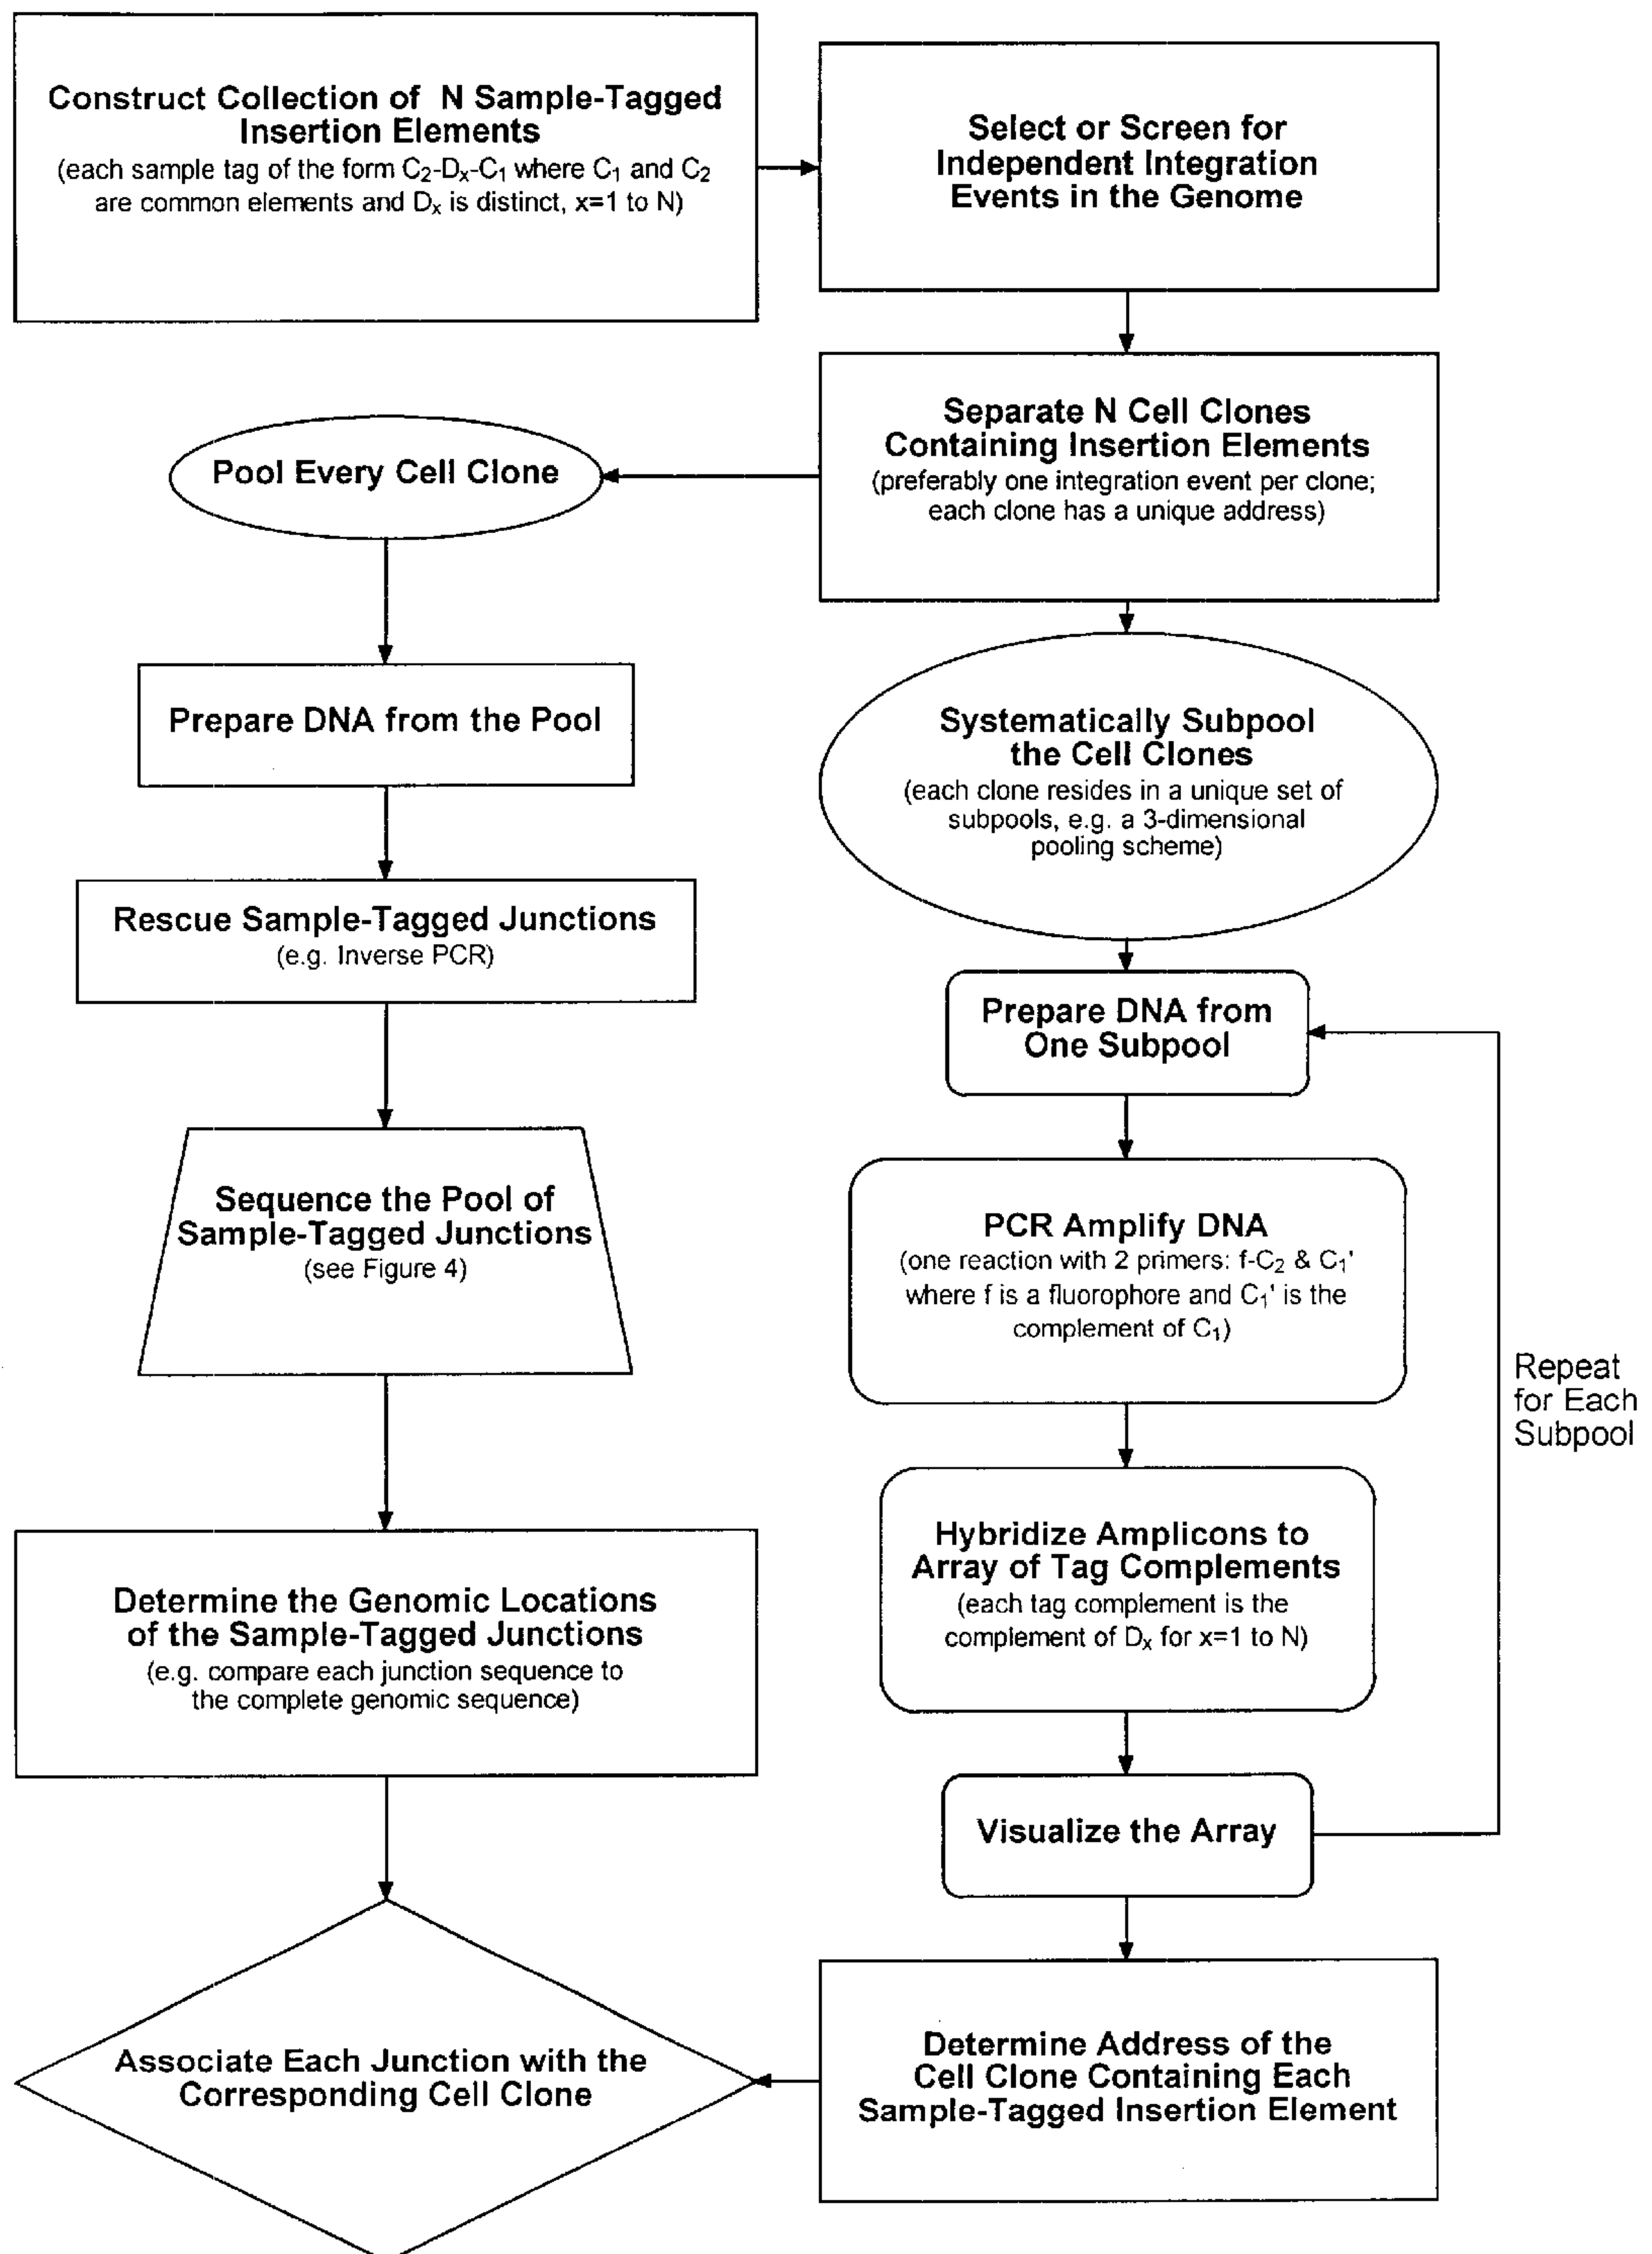 Construct Collection of N Sample-Tagged
Insertion Elements
(each sample tag of the form C₂-Dₓ-C₁ where C₁ and C₂
are common elements and Dₓ is distinct, x=1 to N)
Select or Screen for
Independent Integration
Events in the Genome
Separate N Cell Clones
Containing Insertion Elements
(preferably one integration event per clone;
each clone has a unique address)
Pool Every Cell Clone
Prepare DNA from the Pool
Rescue Sample-Tagged Junctions
(e.g. Inverse PCR)
Sequence the Pool of
Sample-Tagged Junctions
(see Figure 4)
Determine the Genomic Locations
of the Sample-Tagged Junctions
(e.g. compare each junction sequence to
the complete genomic sequence)
Systematically Subpool
the Cell Clones
(each clone resides in a unique set of
subpools, e.g. a 3-dimensional
pooling scheme)
Prepare DNA from
One Subpool
PCR Amplify DNA
(one reaction with 2 primers: f-C₂ & C₁'
where f is a fluorophore and C₁' is the
complement of C₁)
Hybridize Amplicons to
Array of Tag Complements
(each tag complement is the
complement of Dₓ for x=1 to N)
Visualize the Array
Repeat
for Each
Subpool
Determine Address of the
Cell Clone Containing Each
Sample-Tagged Insertion Element
Associate Each Junction with the
Corresponding Cell Clone